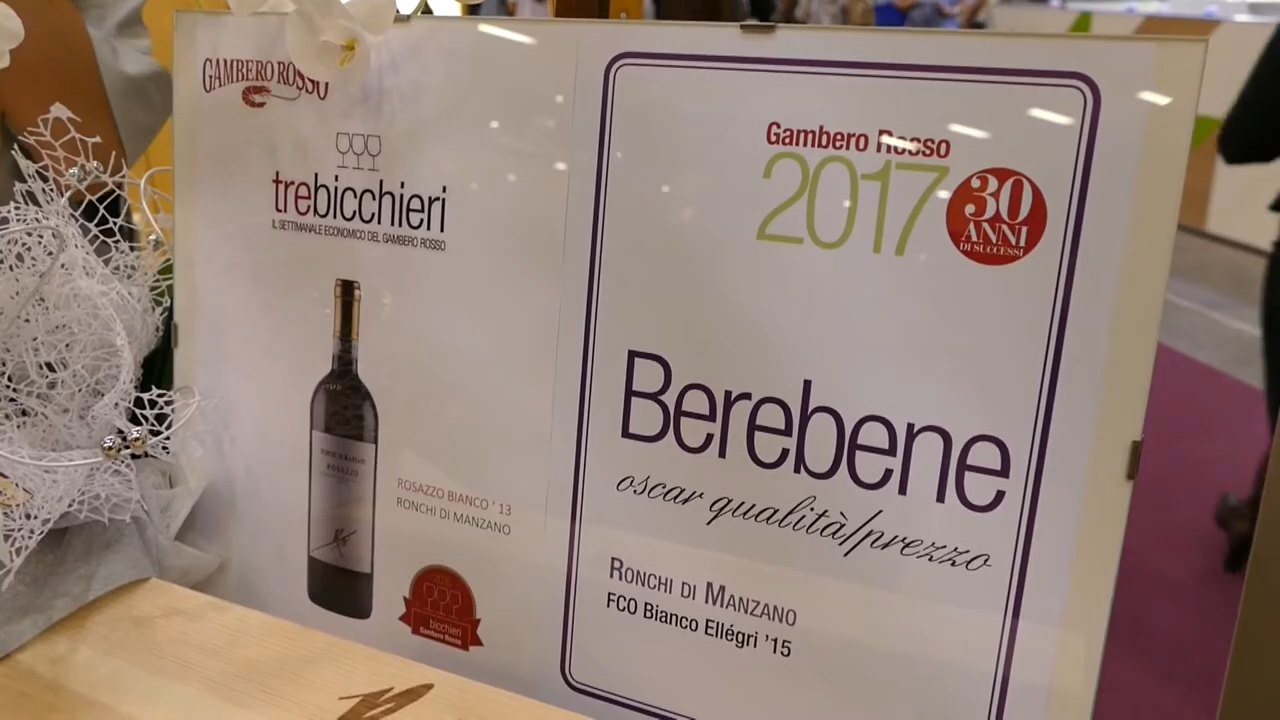 GAMBERO ROSSO
trebicchieri
IL SETTIMANALE ECONOMICO DEL GAMBERO ROSSO
ROSAZZO
ROSAZZO BIANCO ' 13
RONCHI DI MANZANO
bicchieri
Gambero Rosso
Gambero Rosso
2017
30
ANNI
DI SUCCESSI
Berebene
oscar qualità/prezzo
RONCHI DI MANZANO
FCO Bianco Ellégri '15